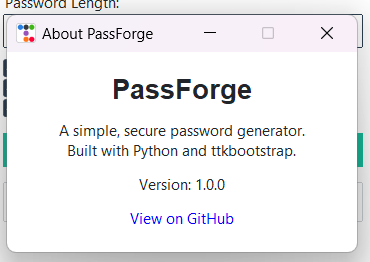 Password Length:
About PassForge
PassForge
A simple, secure password generator.
Built with Python and ttkbootstrap.
Version: 1.0.0
View on GitHub